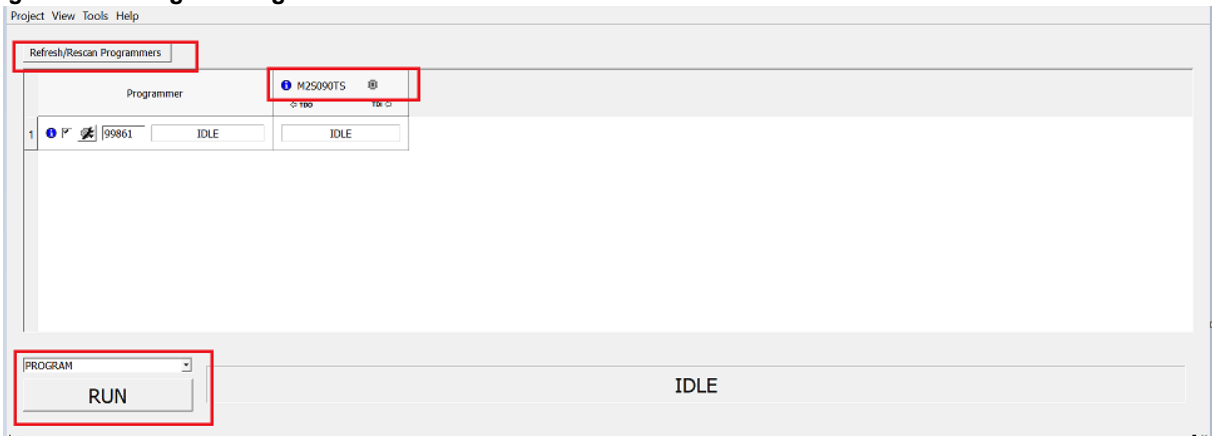 Project View Tools Help
Refresh/Rescan Programmers
Programmer
M2S090TS
TDO TDI
1 99861 IDLE IDLE
PROGRAM
RUN
IDLE